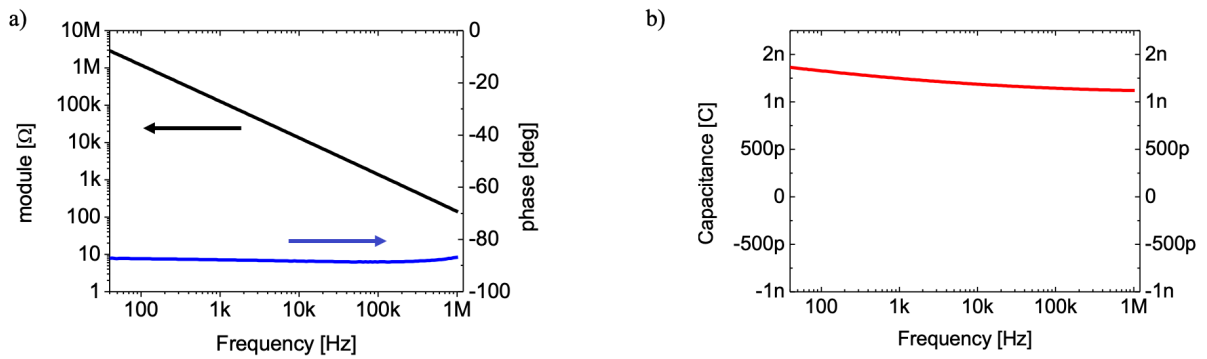 a)
10M
1M
100k
10k
1k
100
10
1
module [Ω]
0
-20
-40
-60
-80
-100
phase [deg]
100 1k 10k 100k 1M
Frequency [Hz]
b)
2n
1n
500p
0
-500p
-1n
Capacitance [C]
2n
1n
500p
0
-500p
-1n
100 1k 10k 100k 1M
Frequency [Hz]